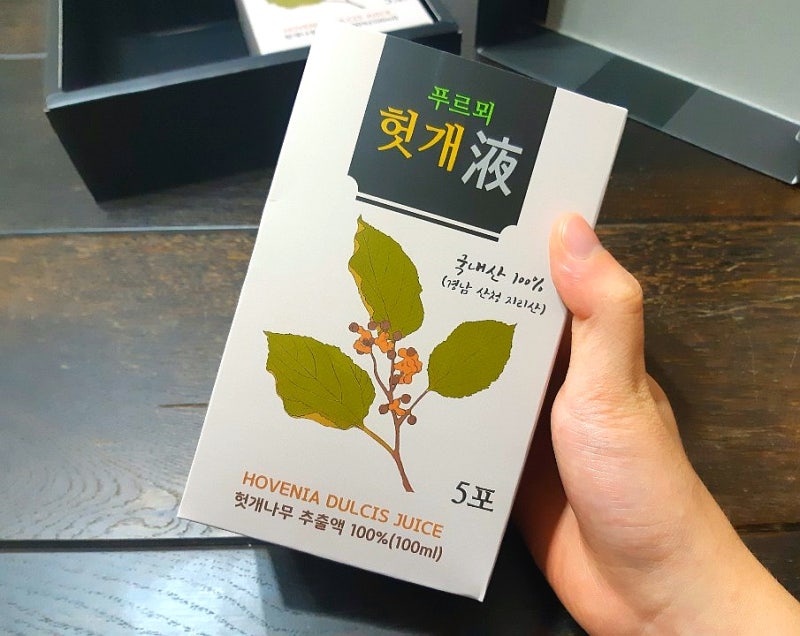 푸르뫼
헛개液
국내산 100%
(경남 산청 지리산)
5포
HOVENIA DULCIS JUICE
헛개나무 추출액 100%(100ml)